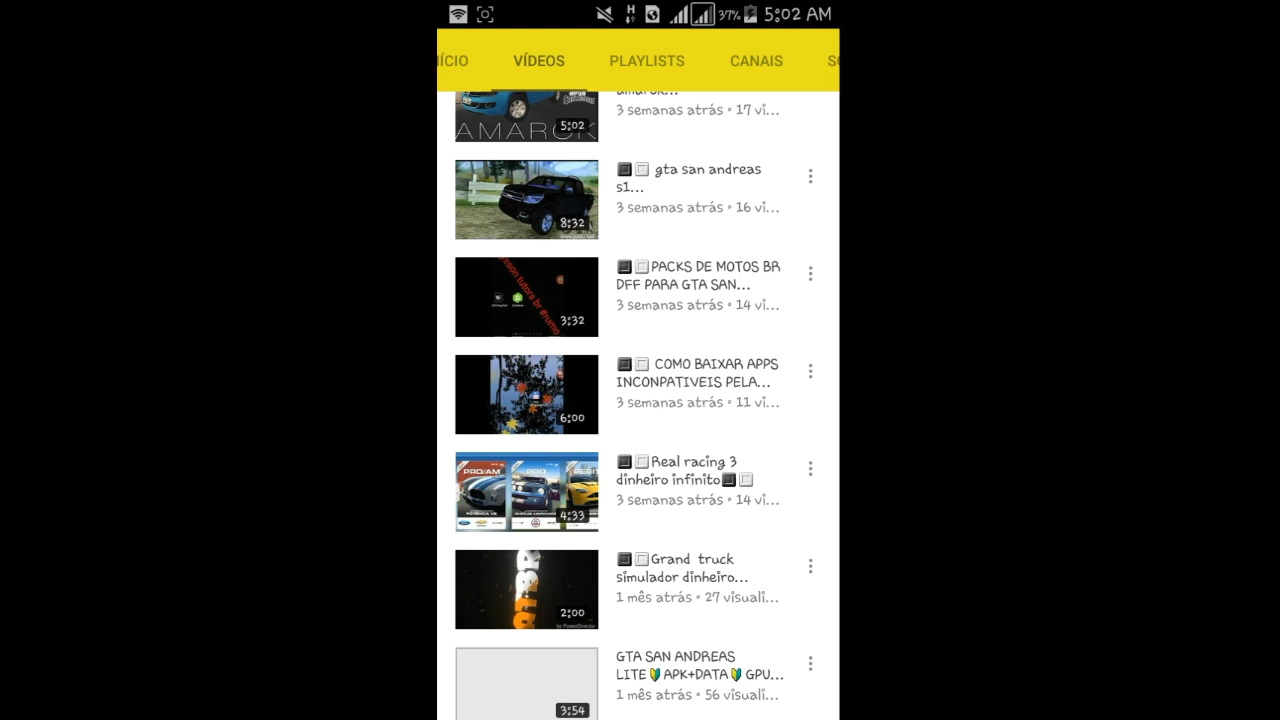 37% 5:02 AM
ÍCIO VÍDEOS PLAYLISTS CANAIS
AMAROK
5:02
3 semanas atrás • 17 vi...
8:32
gta san andreas
s1...
3 semanas atrás • 16 vi...
3:32
PACKS DE MOTOS BR
DFF PARA GTA SAN...
3 semanas atrás • 14 vi...
6:00
COMO BAIXAR APPS
INCONPATIVEIS PELA...
3 semanas atrás • 11 vi...
PRO/AM PRO
4:33
Real racing 3
dinheiro infinito
3 semanas atrás • 14 vi...
2:00
Grand truck
simulador dinheiro...
1 mês atrás • 27 visuali...
3:54
GTA SAN ANDREAS
LITE🔰APK+DATA🔰GPU...
1 mês atrás • 56 visuali...